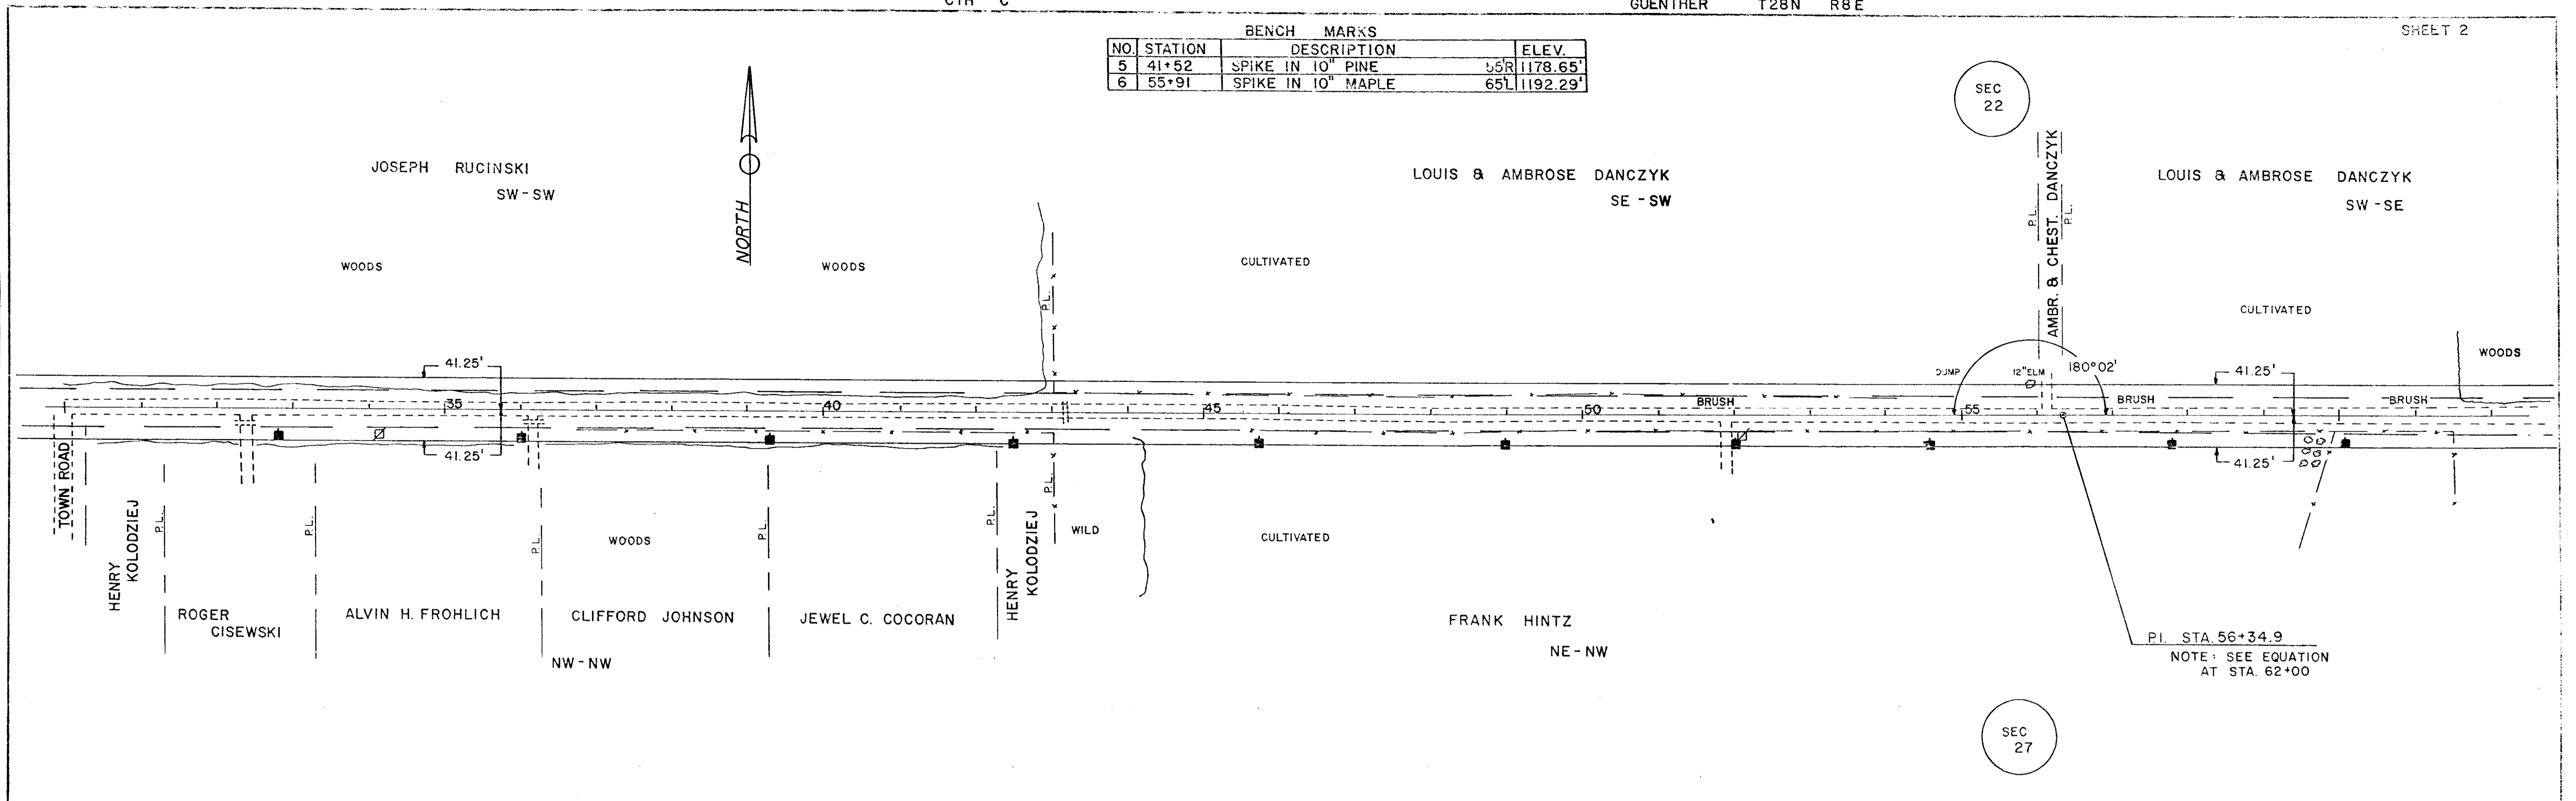 CTH C
GUENTHER T28N R8E
SHEET 2
BENCH MARKS
NO. STATION DESCRIPTION ELEV.
5 41+52 SPIKE IN 10" PINE 55'R 1178.65'
6 55+91 SPIKE IN 10" MAPLE 65'L 1192.29'
SEC
22
JOSEPH RUCINSKI
SW-SW
NORTH
LOUIS & AMBROSE DANCZYK
SE-SW
P.L.
AMBR. & CHEST. DANCZYK
P.L.
LOUIS & AMBROSE DANCZYK
SW-SE
WOODS
WOODS
P.L.
CULTIVATED
CULTIVATED
WOODS
41.25'
DUMP
12" ELM
180°02'
41.25'
35
40
45
50
BRUSH
55
BRUSH
BRUSH
41.25'
41.25'
TOWN ROAD
HENRY
KOLODZIEJ
P.L.
P.L.
P.L.
WOODS
P.L.
P.L.
HENRY
KOLODZIEJ
P.L.
WILD
CULTIVATED
ROGER
CISEWSKI
ALVIN H. FROHLICH
CLIFFORD JOHNSON
JEWEL C. COCORAN
FRANK HINTZ
NW-NW
NE-NW
P.I. STA. 56+34.9
NOTE: SEE EQUATION
AT STA. 62+00
SEC
27